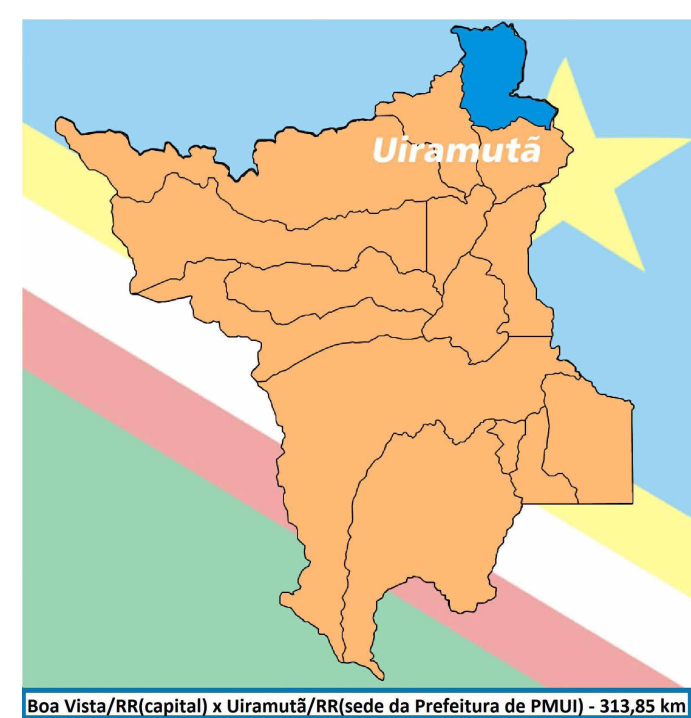 Uiramutã
Boa Vista/RR(capital) x Uiramutã/RR(sede da Prefeitura de PMUI) - 313,85 km